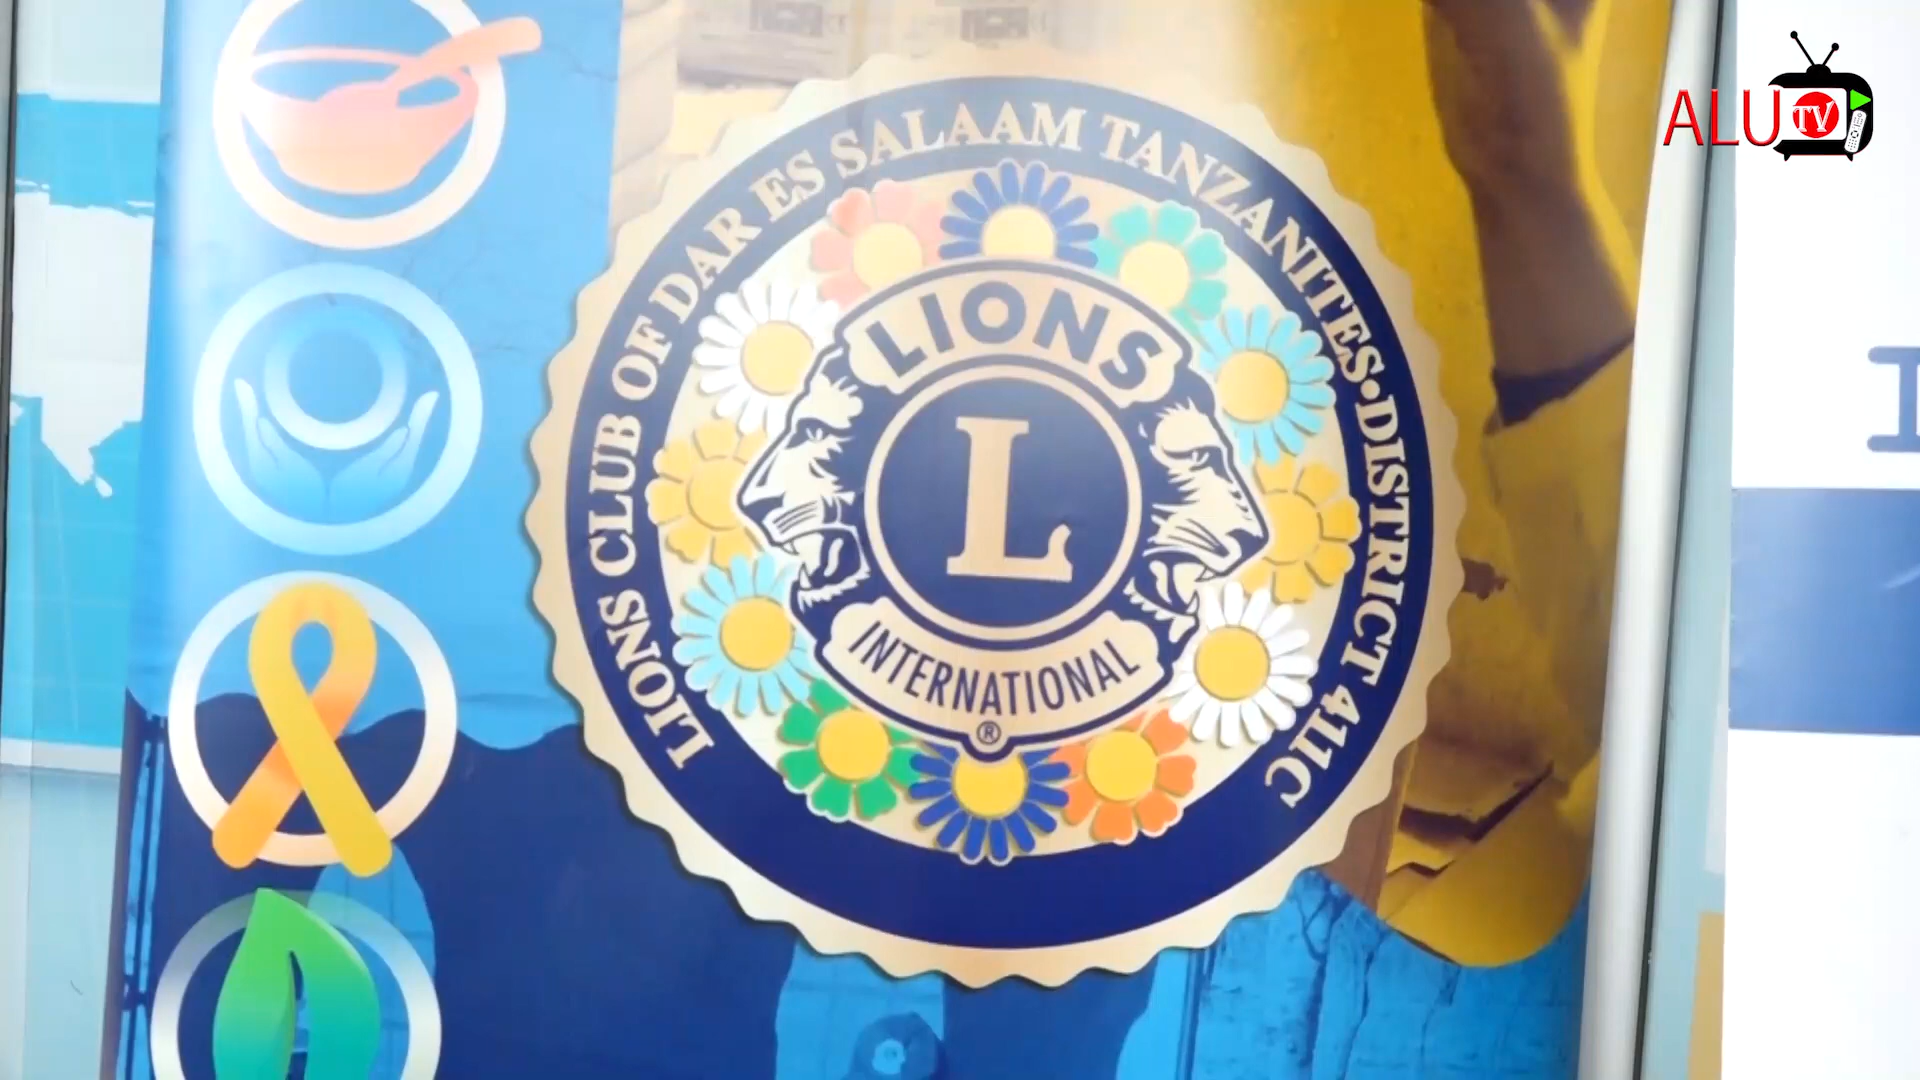 LIONS CLUB OF DAR ES SALAAM TANZANITES•DISTRICT 411C
LIONS
L
INTERNATIONAL
®
ALU TV